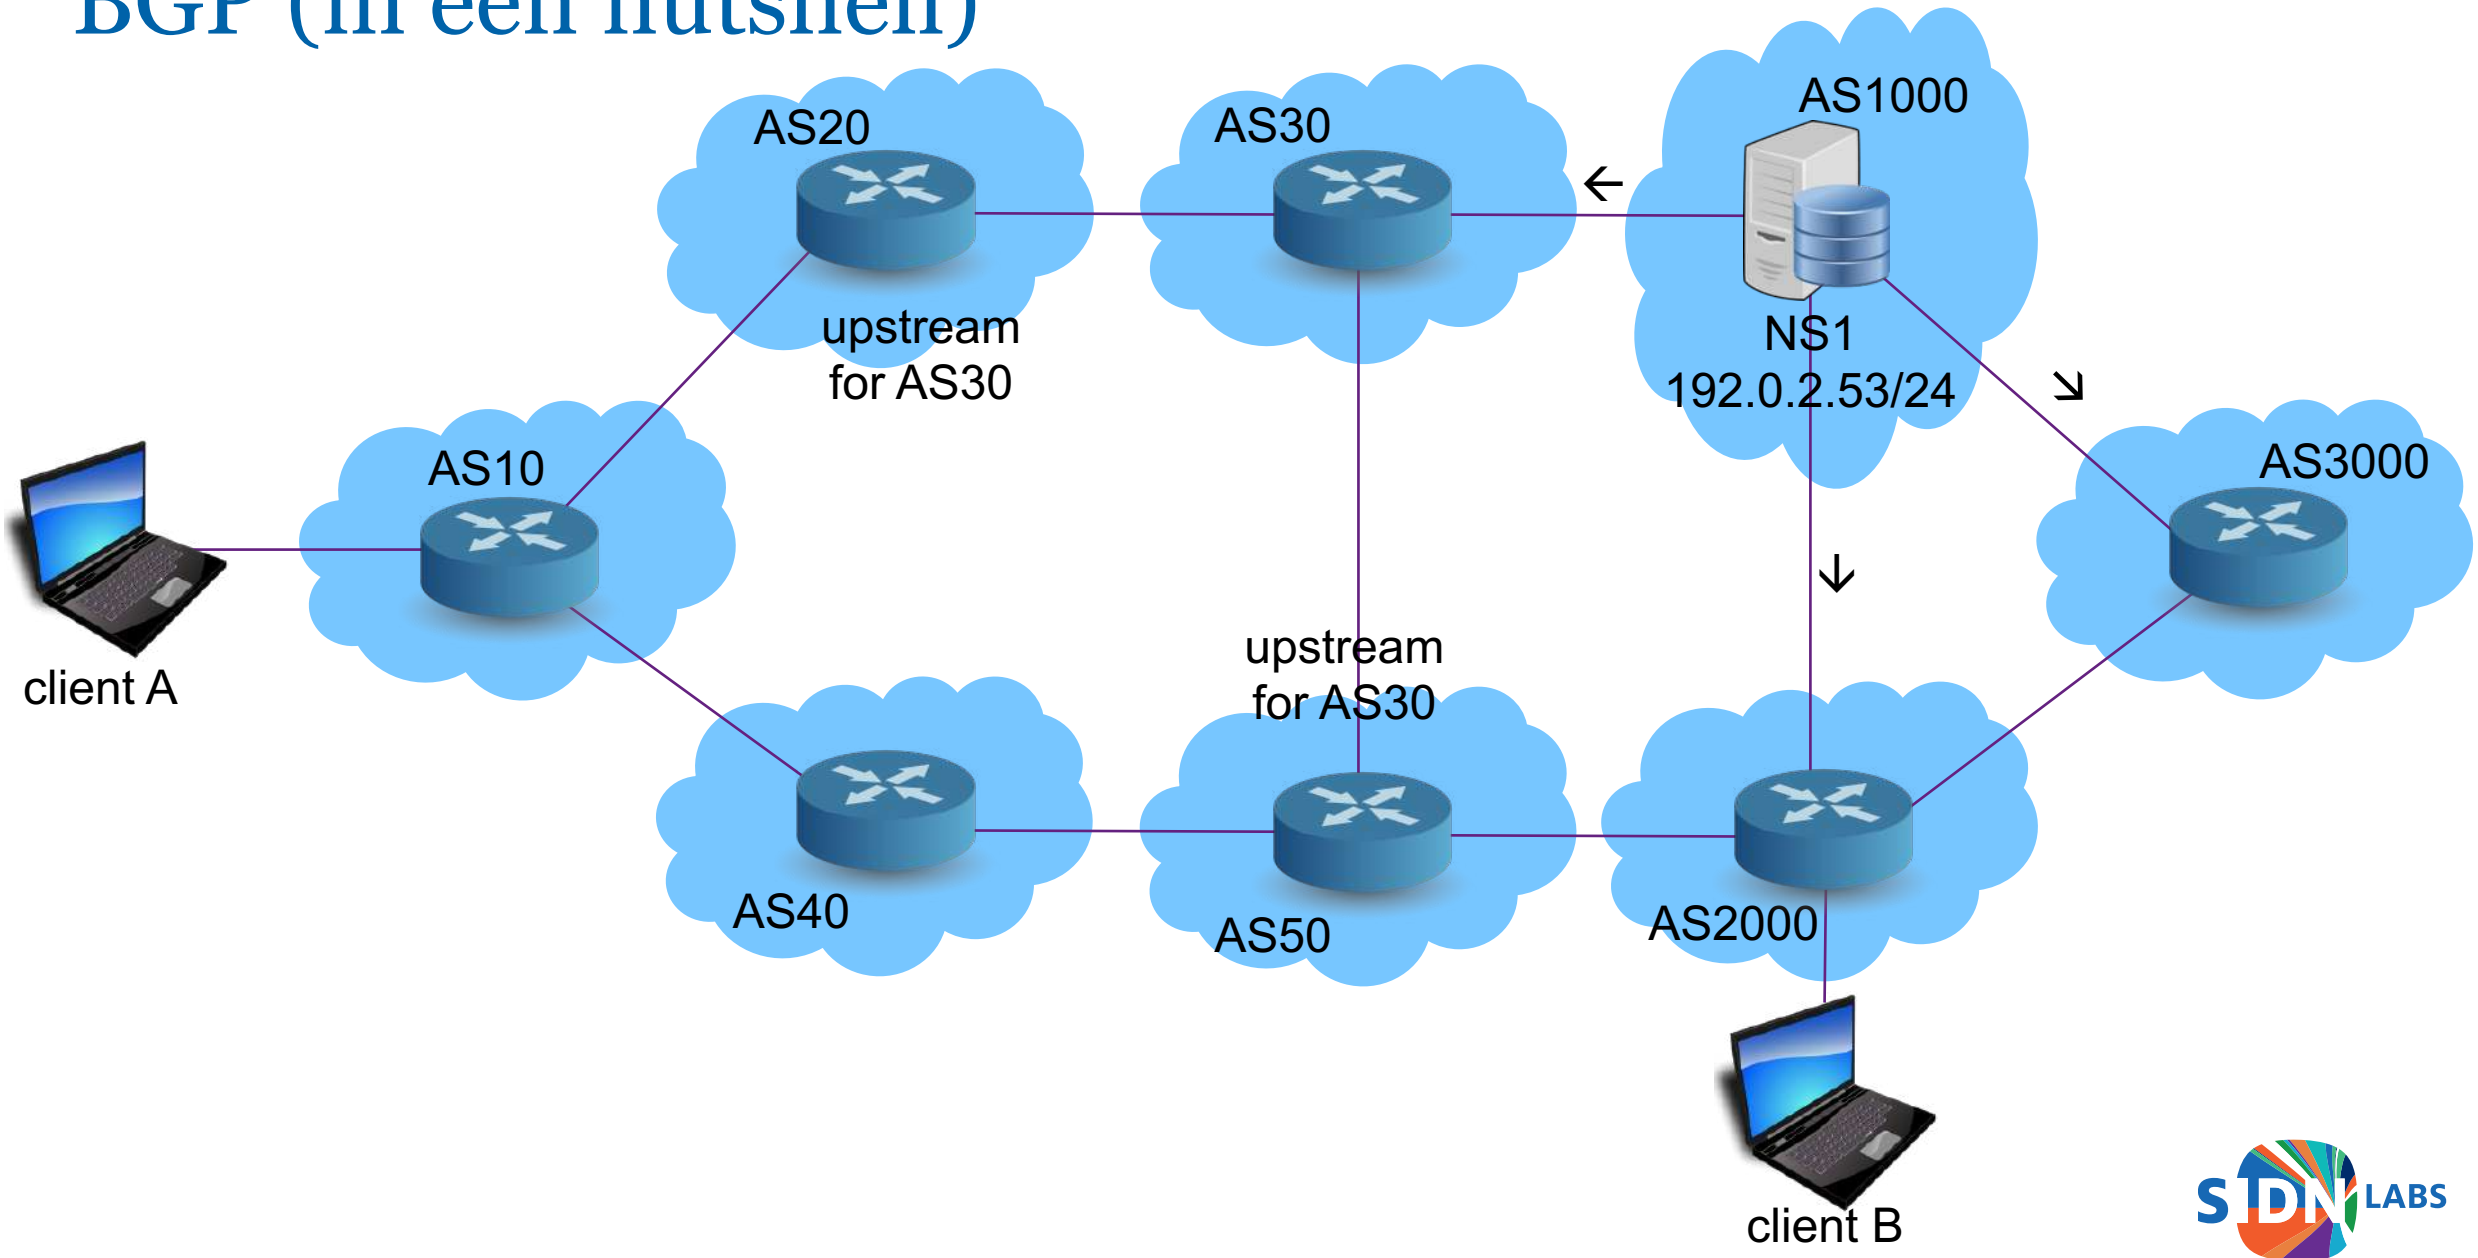 BGP (in een nutshell)
AS20
AS30
AS1000
upstream
for AS30
NS1
192.0.2.53/24
AS10
AS3000
client A
upstream
for AS30
AS40
AS50
AS2000
client B
SIDN LABS